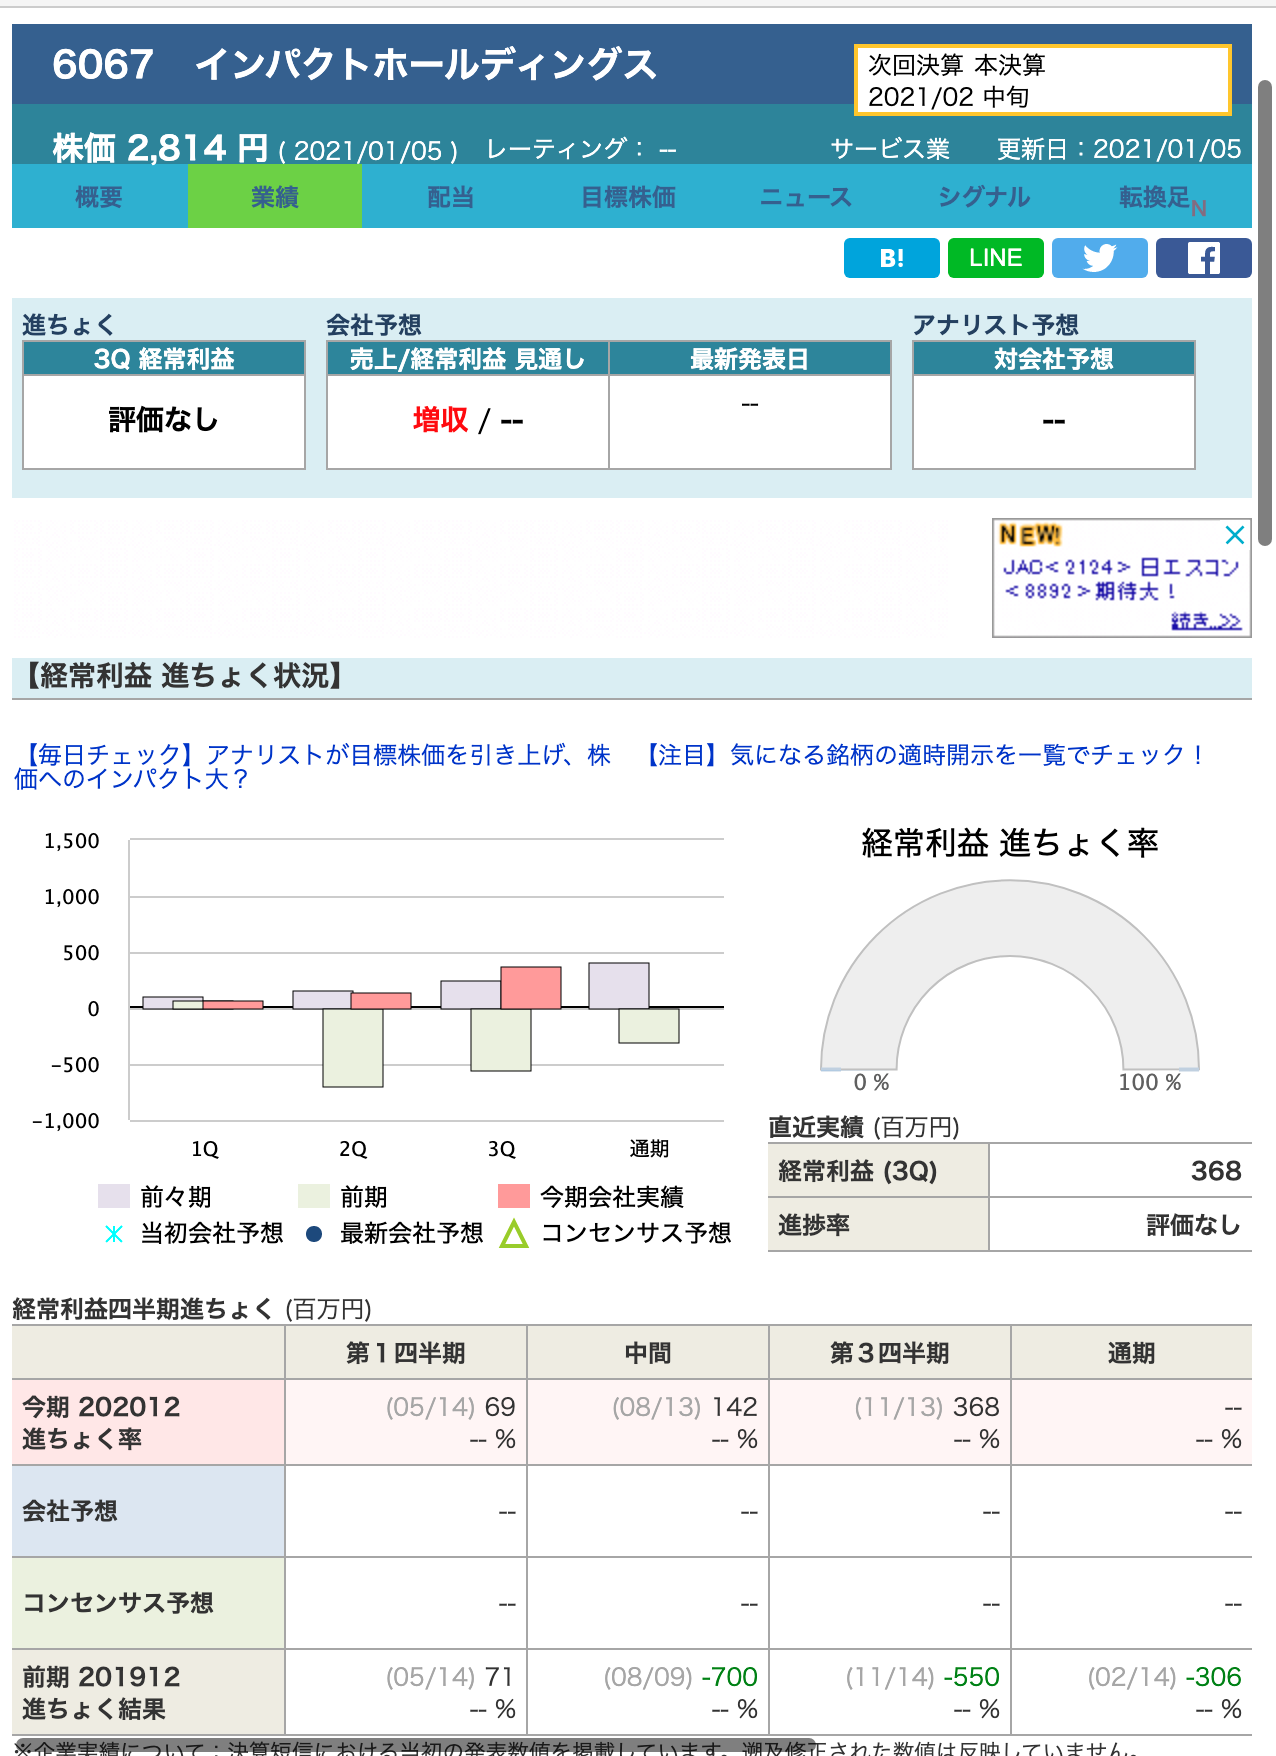 6067 インパクトホールディングス
次回決算 本決算
2021/02 中旬
株価 2,814 円 ( 2021/01/05 ) レーティング： --
サービス業 更新日：2021/01/05
概要 業績 配当 目標株価 ニュース シグナル 転換足N
B! LINE
進ちょく
3Q 経常利益
評価なし
会社予想
売上/経常利益 見通し 最新発表日
増収 / -- --
アナリスト予想
対会社予想
--
NEW!
JAC<2124> 日エスコン
<8892>期待大！
続き..>>
【経常利益 進ちょく状況】
【毎日チェック】アナリストが目標株価を引き上げ、株
価へのインパクト大？
【注目】気になる銘柄の適時開示を一覧でチェック！
1,500
1,000
500
0
-500
-1,000
1Q 2Q 3Q 通期
前々期 前期 今期会社実績
当初会社予想 最新会社予想 コンセンサス予想
経常利益 進ちょく率
0 % 100 %
直近実績 (百万円)
経常利益 (3Q) 368
進捗率 評価なし
経常利益四半期進ちょく (百万円)
第１四半期 中間 第３四半期 通期
今期 202012 (05/14) 69 (08/13) 142 (11/13) 368 --
進ちょく率 -- % -- % -- % -- %
会社予想 -- -- -- --
コンセンサス予想 -- -- -- --
前期 201912 (05/14) 71 (08/09) -700 (11/14) -550 (02/14) -306
進ちょく結果 -- % -- % -- % -- %
※企業実績について：決算短信における当初の発表数値を掲載しています。遡及修正された数値は反映していません。